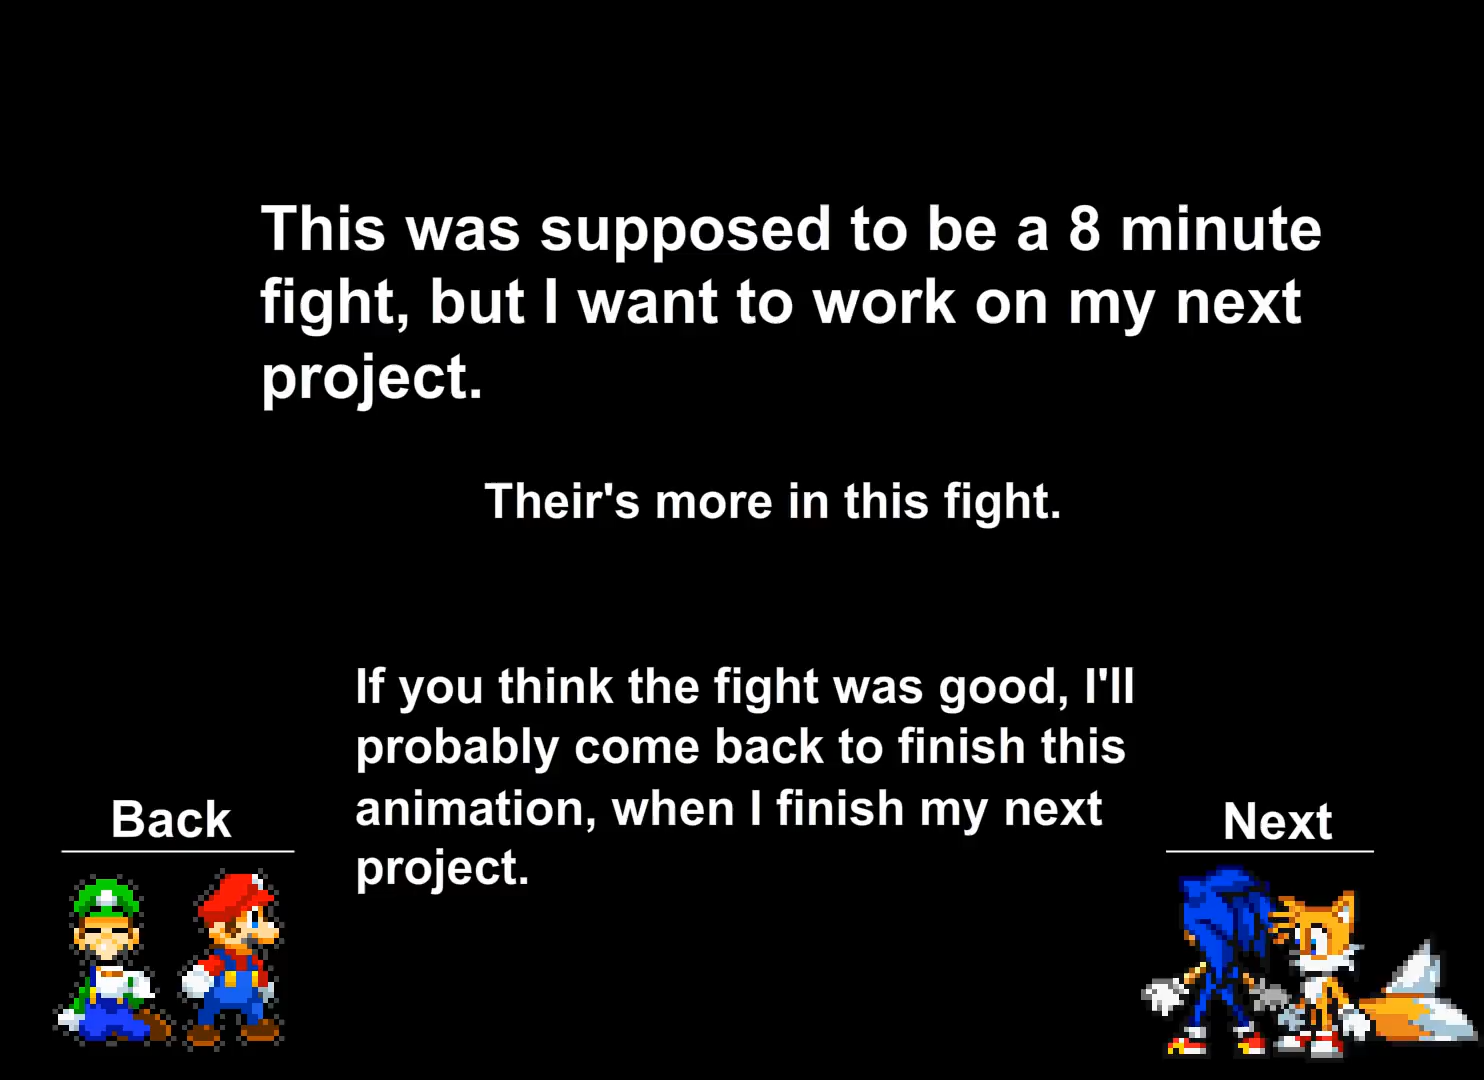 This was supposed to be a 8 minute
fight, but I want to work on my next
project.
Their's more in this fight.
If you think the fight was good, I'll
probably come back to finish this
animation, when I finish my next
project.
Back
Next